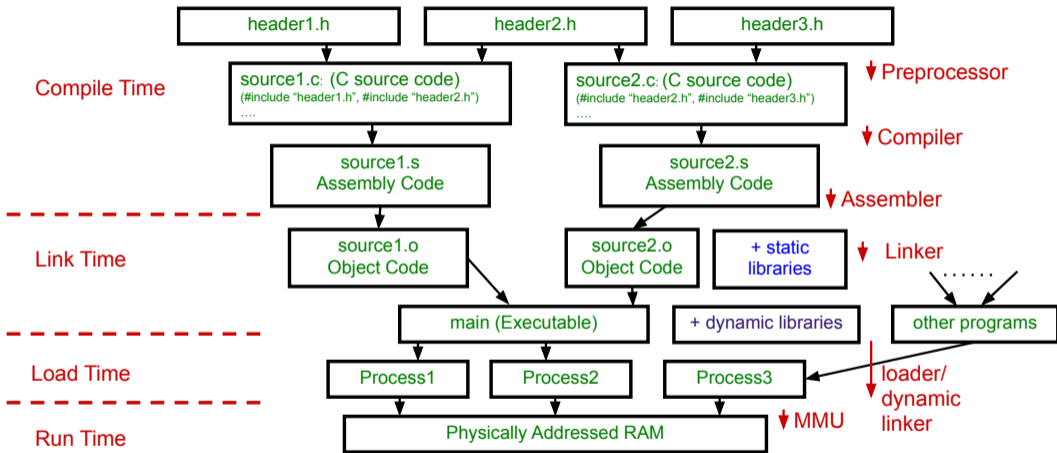 header1.h
header2.h
header3.h
Compile Time
source1.c: (C source code)
(#include “header1.h”, #include “header2.h”)
....
source2.c: (C source code)
(#include “header2.h”, #include “header3.h”)
....
Preprocessor
Compiler
source1.s
Assembly Code
source2.s
Assembly Code
Assembler
Link Time
source1.o
Object Code
source2.o
Object Code
+ static
libraries
Linker
......
main (Executable)
+ dynamic libraries
other programs
Load Time
Process1
Process2
Process3
loader/
dynamic
linker
Run Time
Physically Addressed RAM
MMU